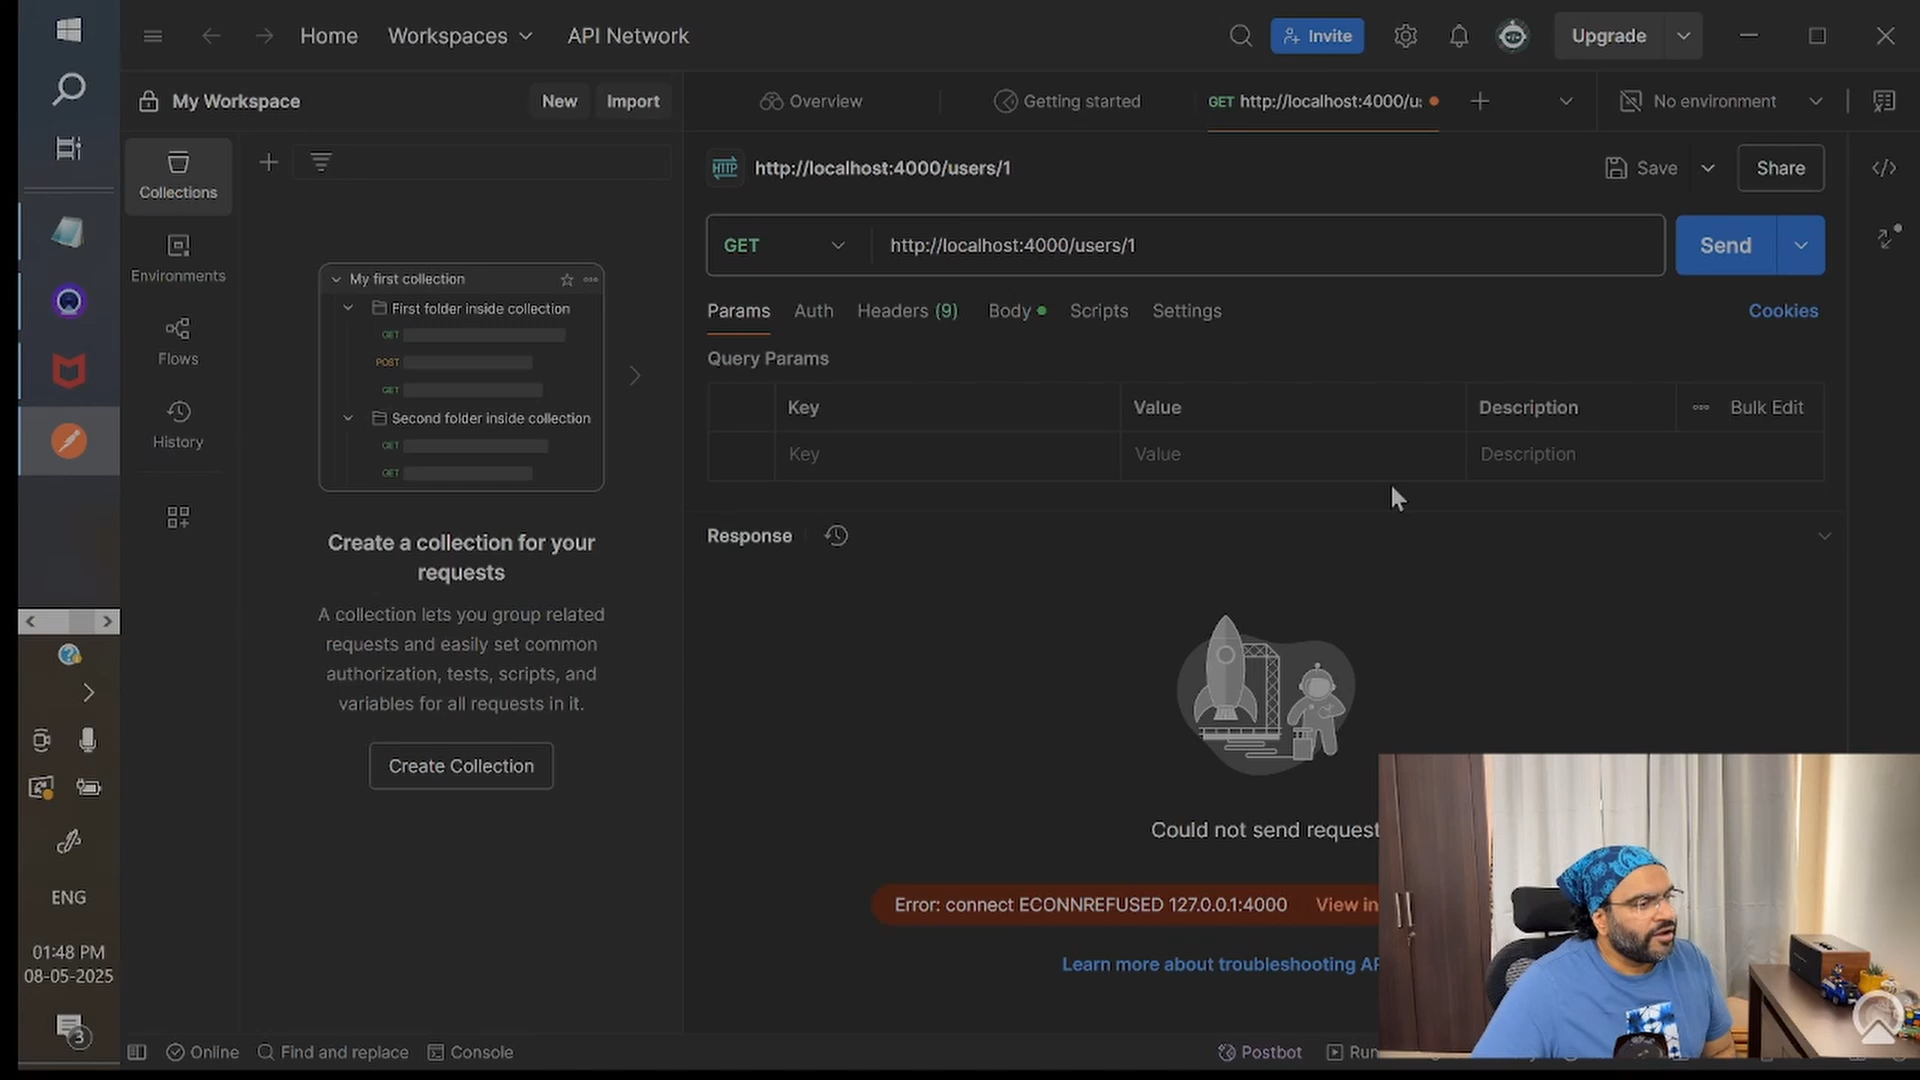 Home
Workspaces
API Network
Invite
Upgrade
My Workspace
New
Import
Overview
Getting started
GET http://localhost:4000/u
No environment
Collections
HTTP
http://localhost:4000/users/1
Save
Share
GET
http://localhost:4000/users/1
Send
Environments
My first collection
First folder inside collection
GET
POST
GET
Second folder inside collection
GET
GET
Params
Auth
Headers (9)
Body
Scripts
Settings
Cookies
Flows
Query Params
Key
Value
Description
Bulk Edit
Key
Value
Description
History
Response
Create a collection for your
requests
A collection lets you group related
requests and easily set common
authorization, tests, scripts, and
variables for all requests in it.
Create Collection
Could not send request
Error: connect ECONNREFUSED 127.0.0.1:4000
View in
Learn more about troubleshooting AP
ENG
01:48 PM
08-05-2025
3
Online
Find and replace
Console
Postbot
Run